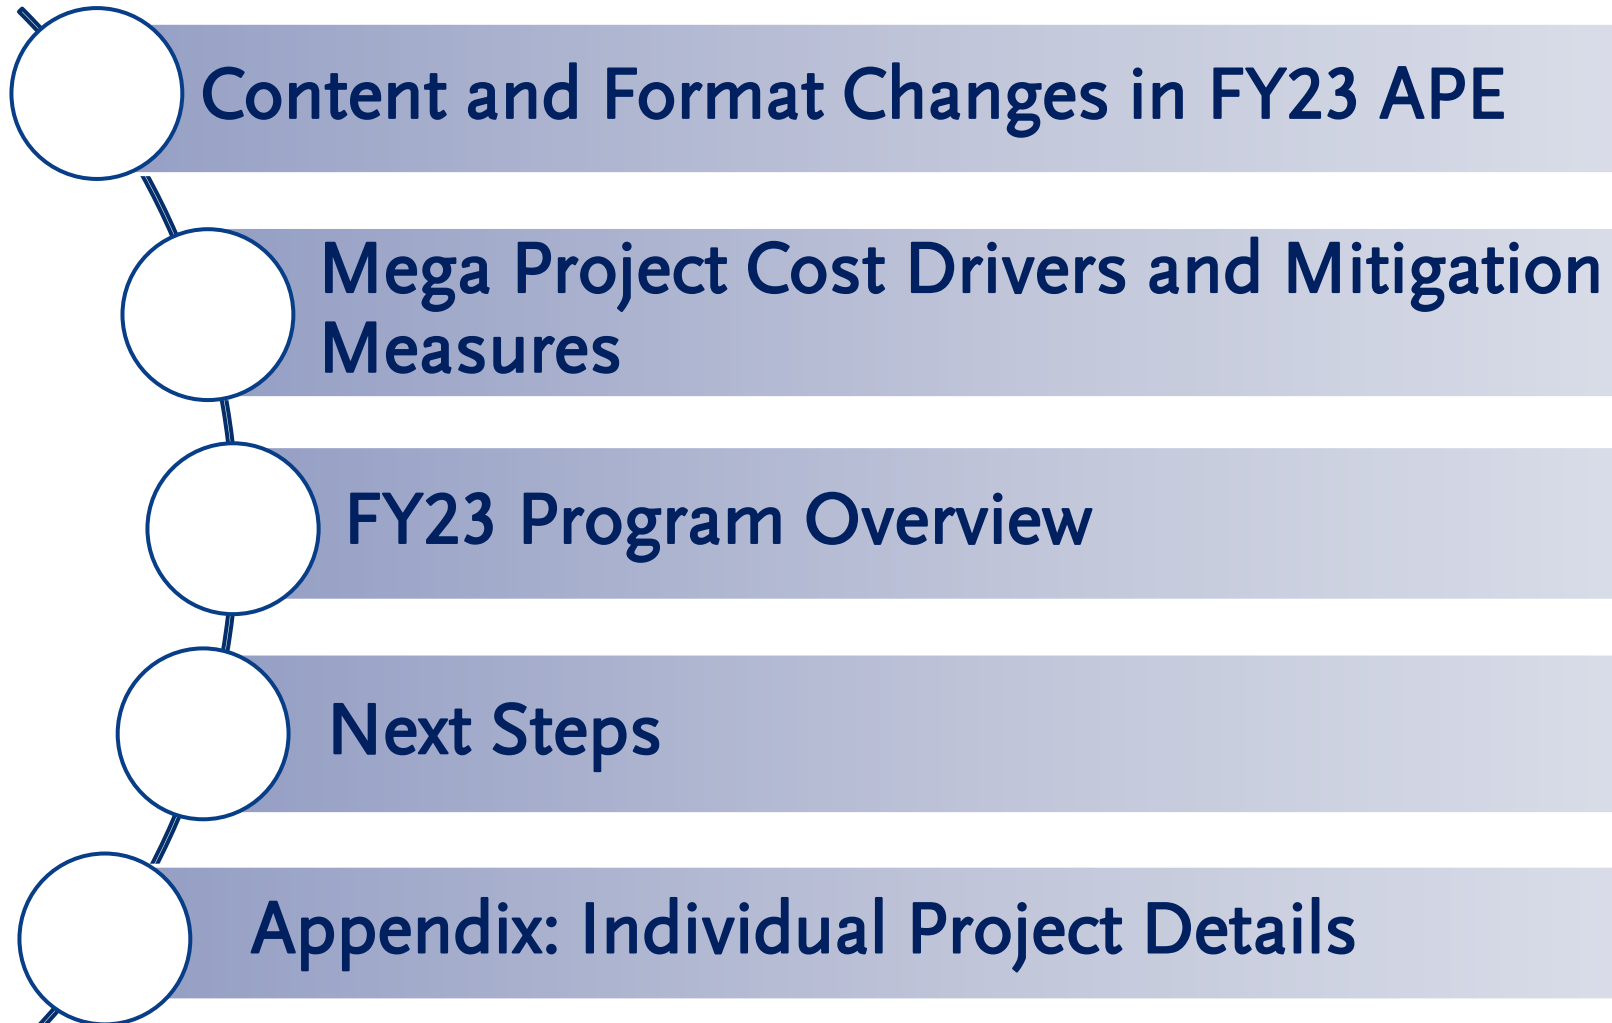 Content and Format Changes in FY23 APE
Mega Project Cost Drivers and Mitigation
Measures
FY23 Program Overview
Next Steps
Appendix: Individual Project Details